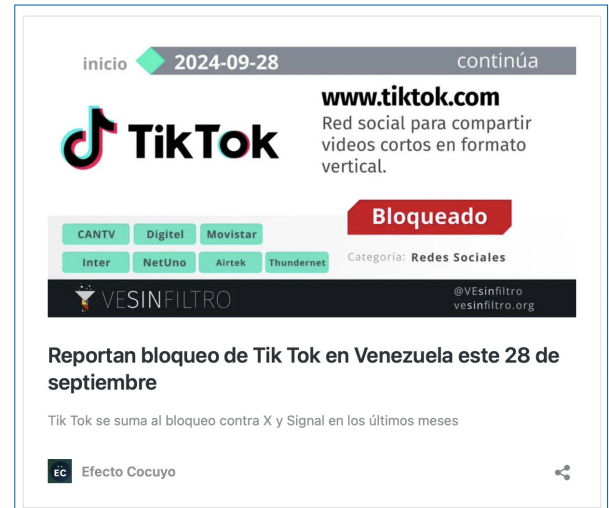 inicio 2024-09-28 continúa
TikTok
www.tiktok.com
Red social para compartir
videos cortos en formato
vertical.
Bloqueado
CANTV Digitel Movistar
Inter NetUno Airtek Thundernet
Categoría: Redes Sociales
VESINFILTRO
@VEsinfiltro
vesinfiltro.org
Reportan bloqueo de Tik Tok en Venezuela este 28 de
septiembre
Tik Tok se suma al bloqueo contra X y Signal en los últimos meses
EC Efecto Cocuyo